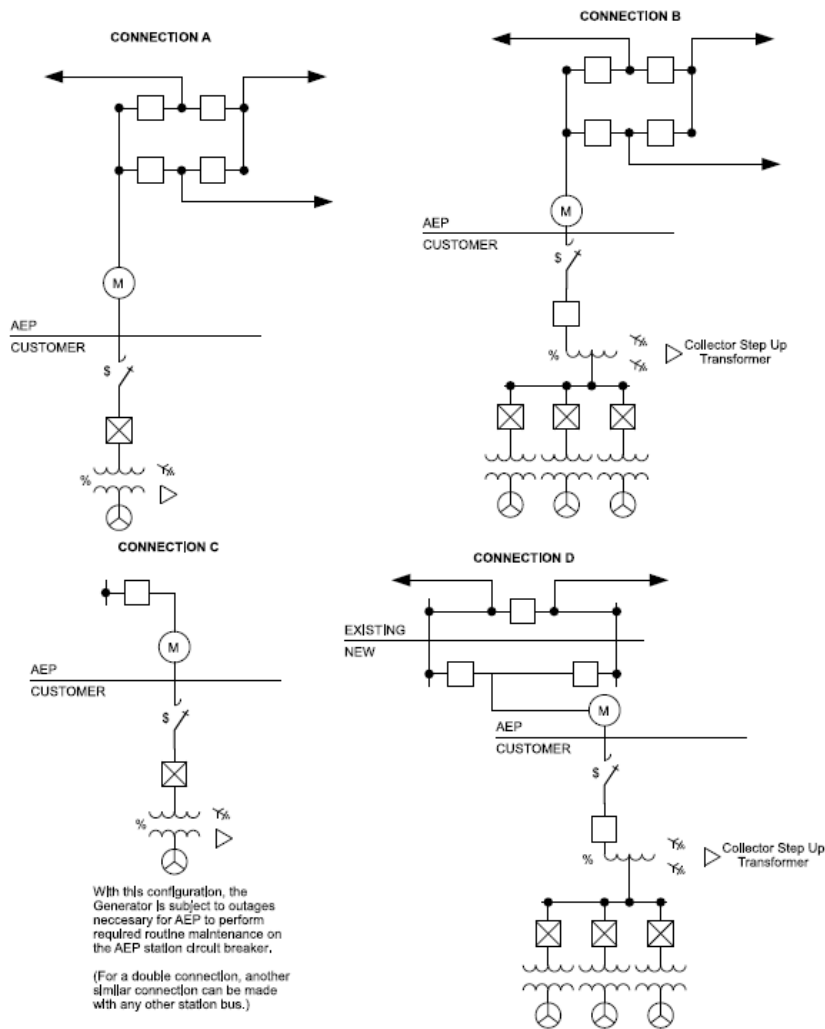 CONNECTION A
M
AEP
CUSTOMER
$
%
CONNECTION B
M
AEP
CUSTOMER
$
%
Collector Step Up
Transformer
CONNECTION C
M
AEP
CUSTOMER
$
%
With this configuration, the
Generator is subject to outages
neccesary for AEP to perform
required routine maintenance on
the AEP station circuit breaker.
(For a double connection, another
similar connection can be made
with any other station bus.)
CONNECTION D
EXISTING
NEW
M
AEP
CUSTOMER
$
%
Collector Step Up
Transformer